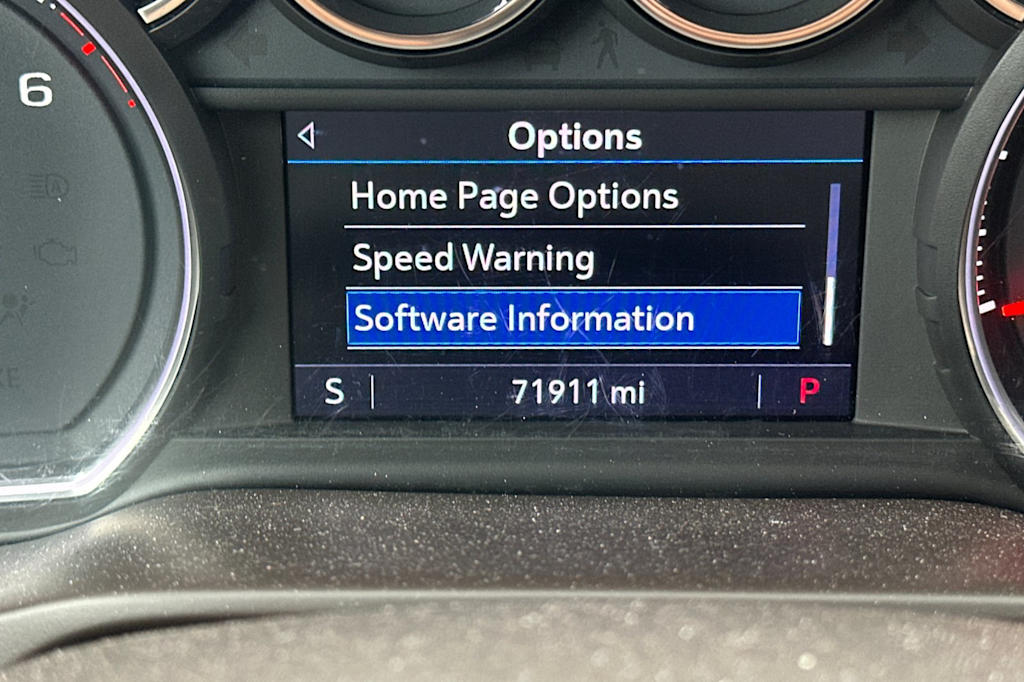 6
Options
Home Page Options
Speed Warning
Software Information
S 71911 mi P